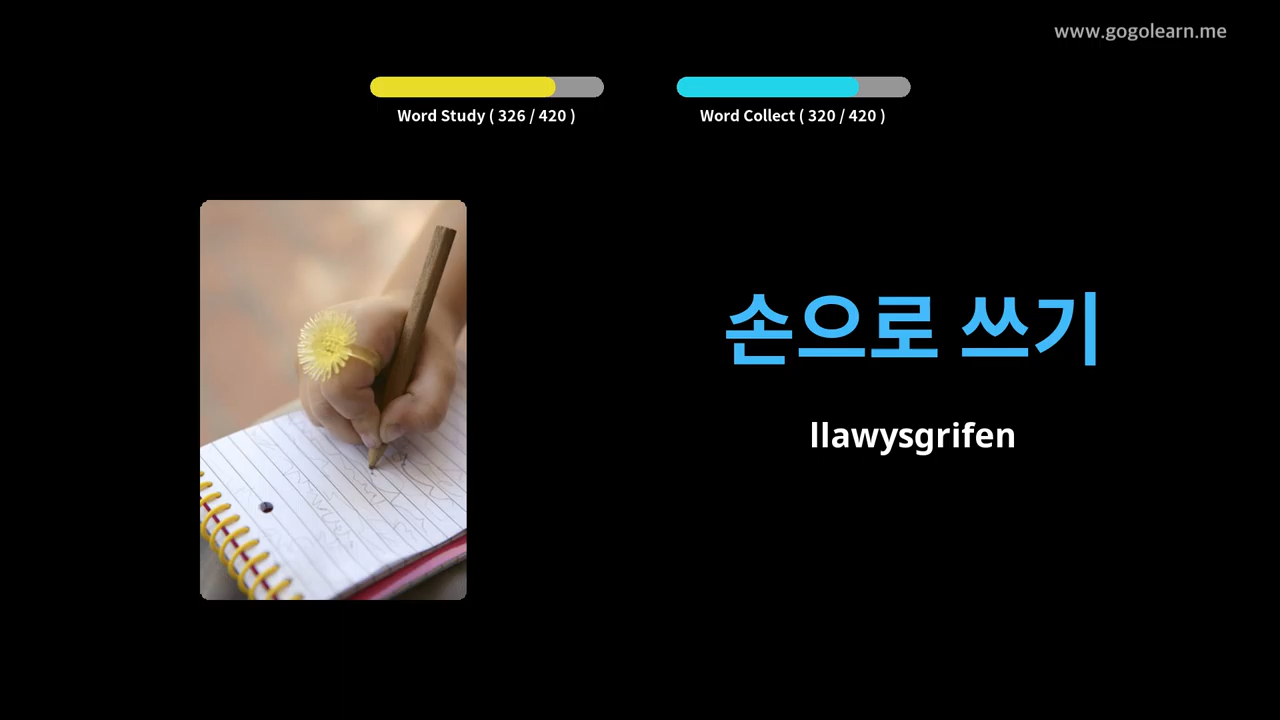 www.gogolearn.me
Word Study ( 326 / 420 )
Word Collect ( 320 / 420 )
손으로 쓰기
llawysgrifen